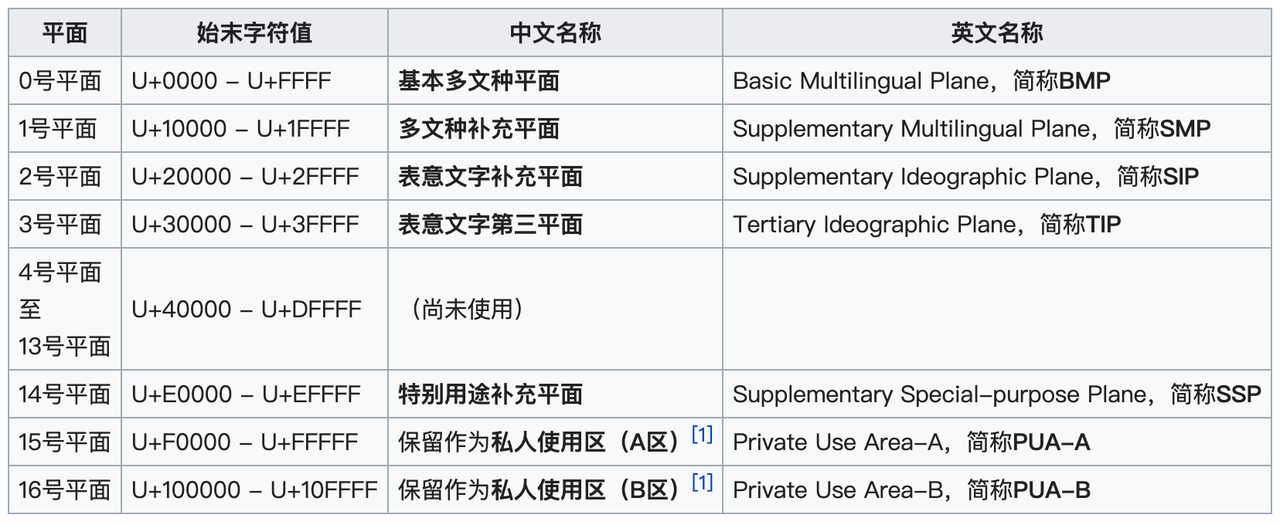 平面 始末字符值 中文名称 英文名称
0号平面 U+0000 – U+FFFF 基本多文种平面 Basic Multilingual Plane，简称BMP
1号平面 U+10000 – U+1FFFF 多文种补充平面 Supplementary Multilingual Plane，简称SMP
2号平面 U+20000 – U+2FFFF 表意文字补充平面 Supplementary Ideographic Plane，简称SIP
3号平面 U+30000 – U+3FFFF 表意文字第三平面 Tertiary Ideographic Plane，简称TIP
4号平面
至
13号平面 U+40000 – U+DFFFF （尚未使用）
14号平面 U+E0000 – U+EFFFF 特别用途补充平面 Supplementary Special-purpose Plane，简称SSP
15号平面 U+F0000 – U+FFFFF 保留作为私人使用区（A区）[1] Private Use Area-A，简称PUA-A
16号平面 U+100000 – U+10FFFF 保留作为私人使用区（B区）[1] Private Use Area-B，简称PUA-B